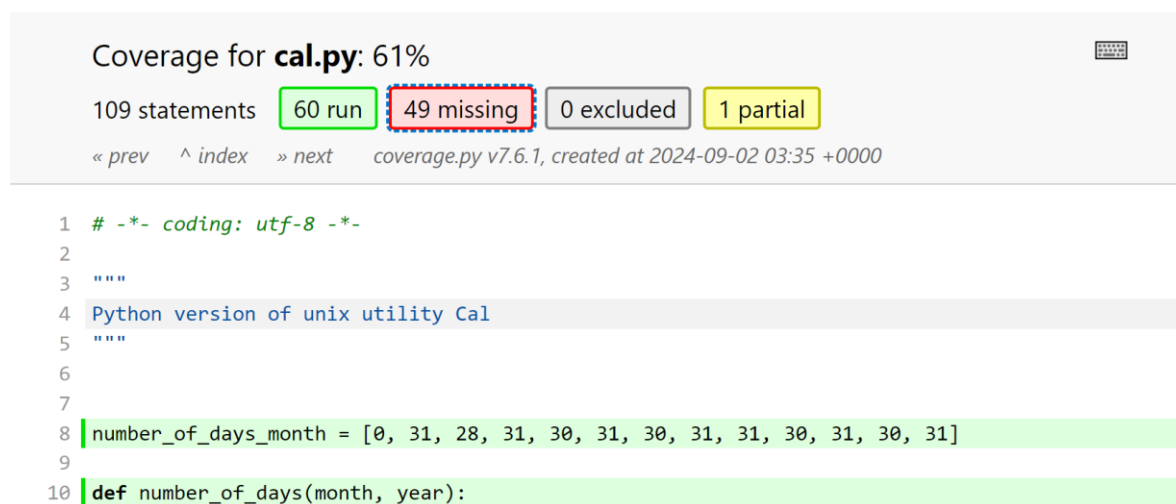 Coverage for cal.py: 61%
109 statements 60 run 49 missing 0 excluded 1 partial
« prev ^ index » next coverage.py v7.6.1, created at 2024-09-02 03:35 +0000
1 # -*- coding: utf-8 -*-
2
3 """
4 Python version of unix utility Cal
5 """
6
7
8 number_of_days_month = [0, 31, 28, 31, 30, 31, 30, 31, 31, 30, 31, 30, 31]
9
10 def number_of_days(month, year):